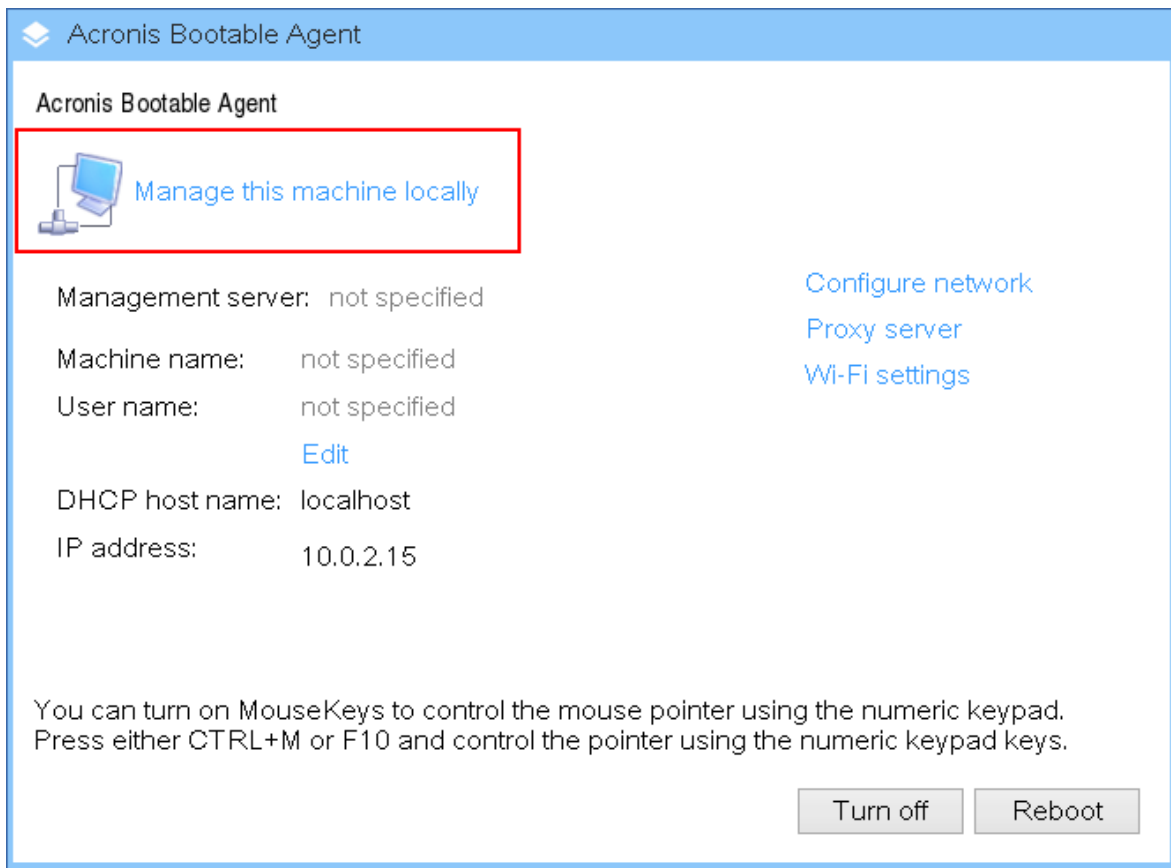 Acronis Bootable Agent
Acronis Bootable Agent
Manage this machine locally
Management server: not specified
Machine name: not specified
User name: not specified
Edit
DHCP host name: localhost
IP address: 10.0.2.15
Configure network
Proxy server
Wi-Fi settings
You can turn on MouseKeys to control the mouse pointer using the numeric keypad.
Press either CTRL+M or F10 and control the pointer using the numeric keypad keys.
Turn off Reboot